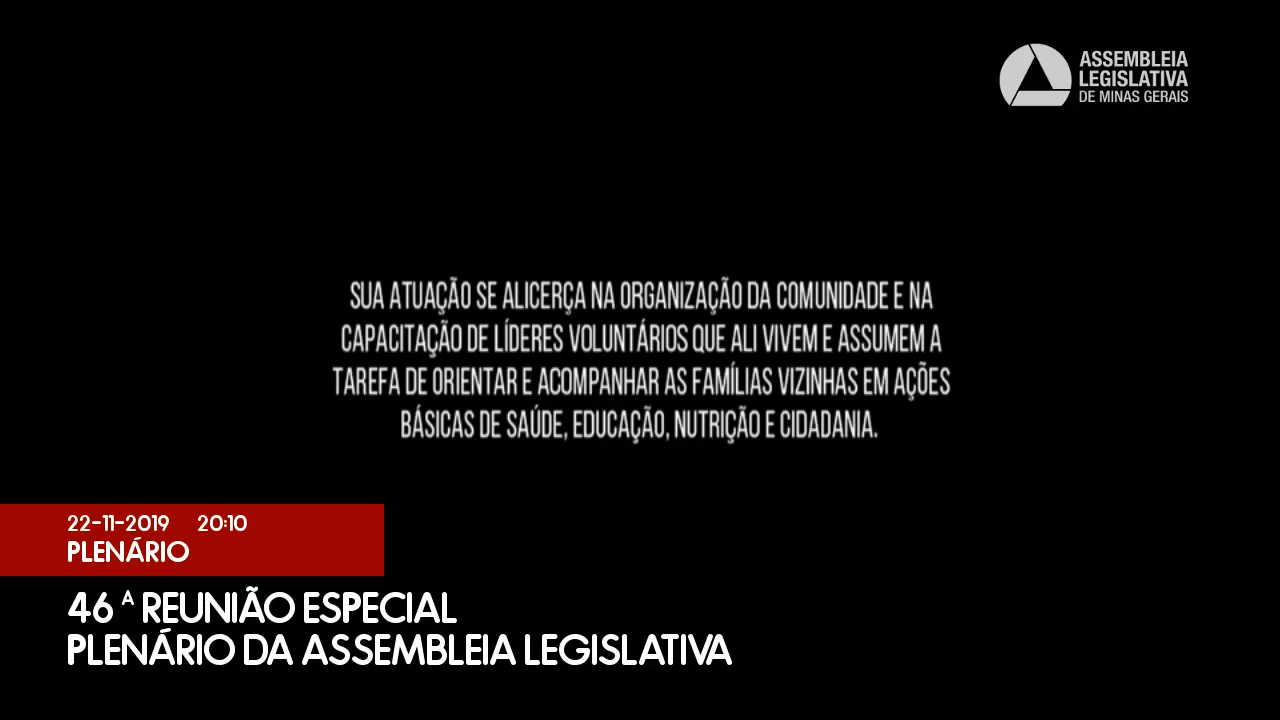 ASSEMBLEIA
LEGISLATIVA
DE MINAS GERAIS
SUA ATUAÇÃO SE ALICERÇA NA ORGANIZAÇÃO DA COMUNIDADE E NA
CAPACITAÇÃO DE LÍDERES VOLUNTÁRIOS QUE ALI VIVEM E ASSUMEM A
TAREFA DE ORIENTAR E ACOMPANHAR AS FAMÍLIAS VIZINHAS EM AÇÕES
BÁSICAS DE SAÚDE, EDUCAÇÃO, NUTRIÇÃO E CIDADANIA.
22-11-2019 20:10
PLENÁRIO
46 ª REUNIÃO ESPECIAL
PLENÁRIO DA ASSEMBLEIA LEGISLATIVA